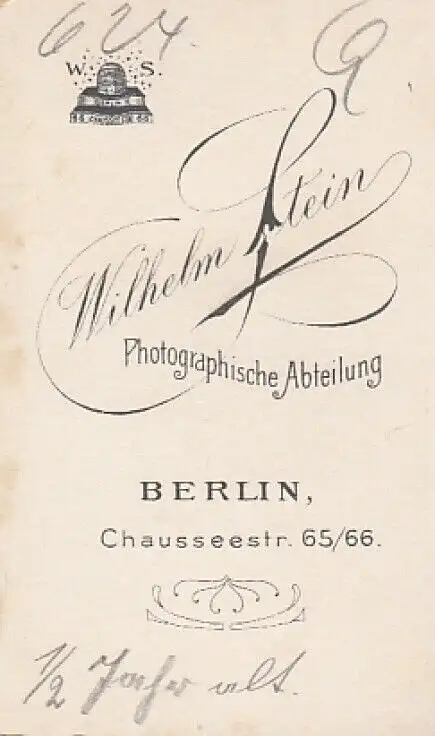 624.
W. S.
Wilhelm Stein
Photographische Abteilung
BERLIN,
Chausseestr. 65/66.
1/2 Jahr alt.